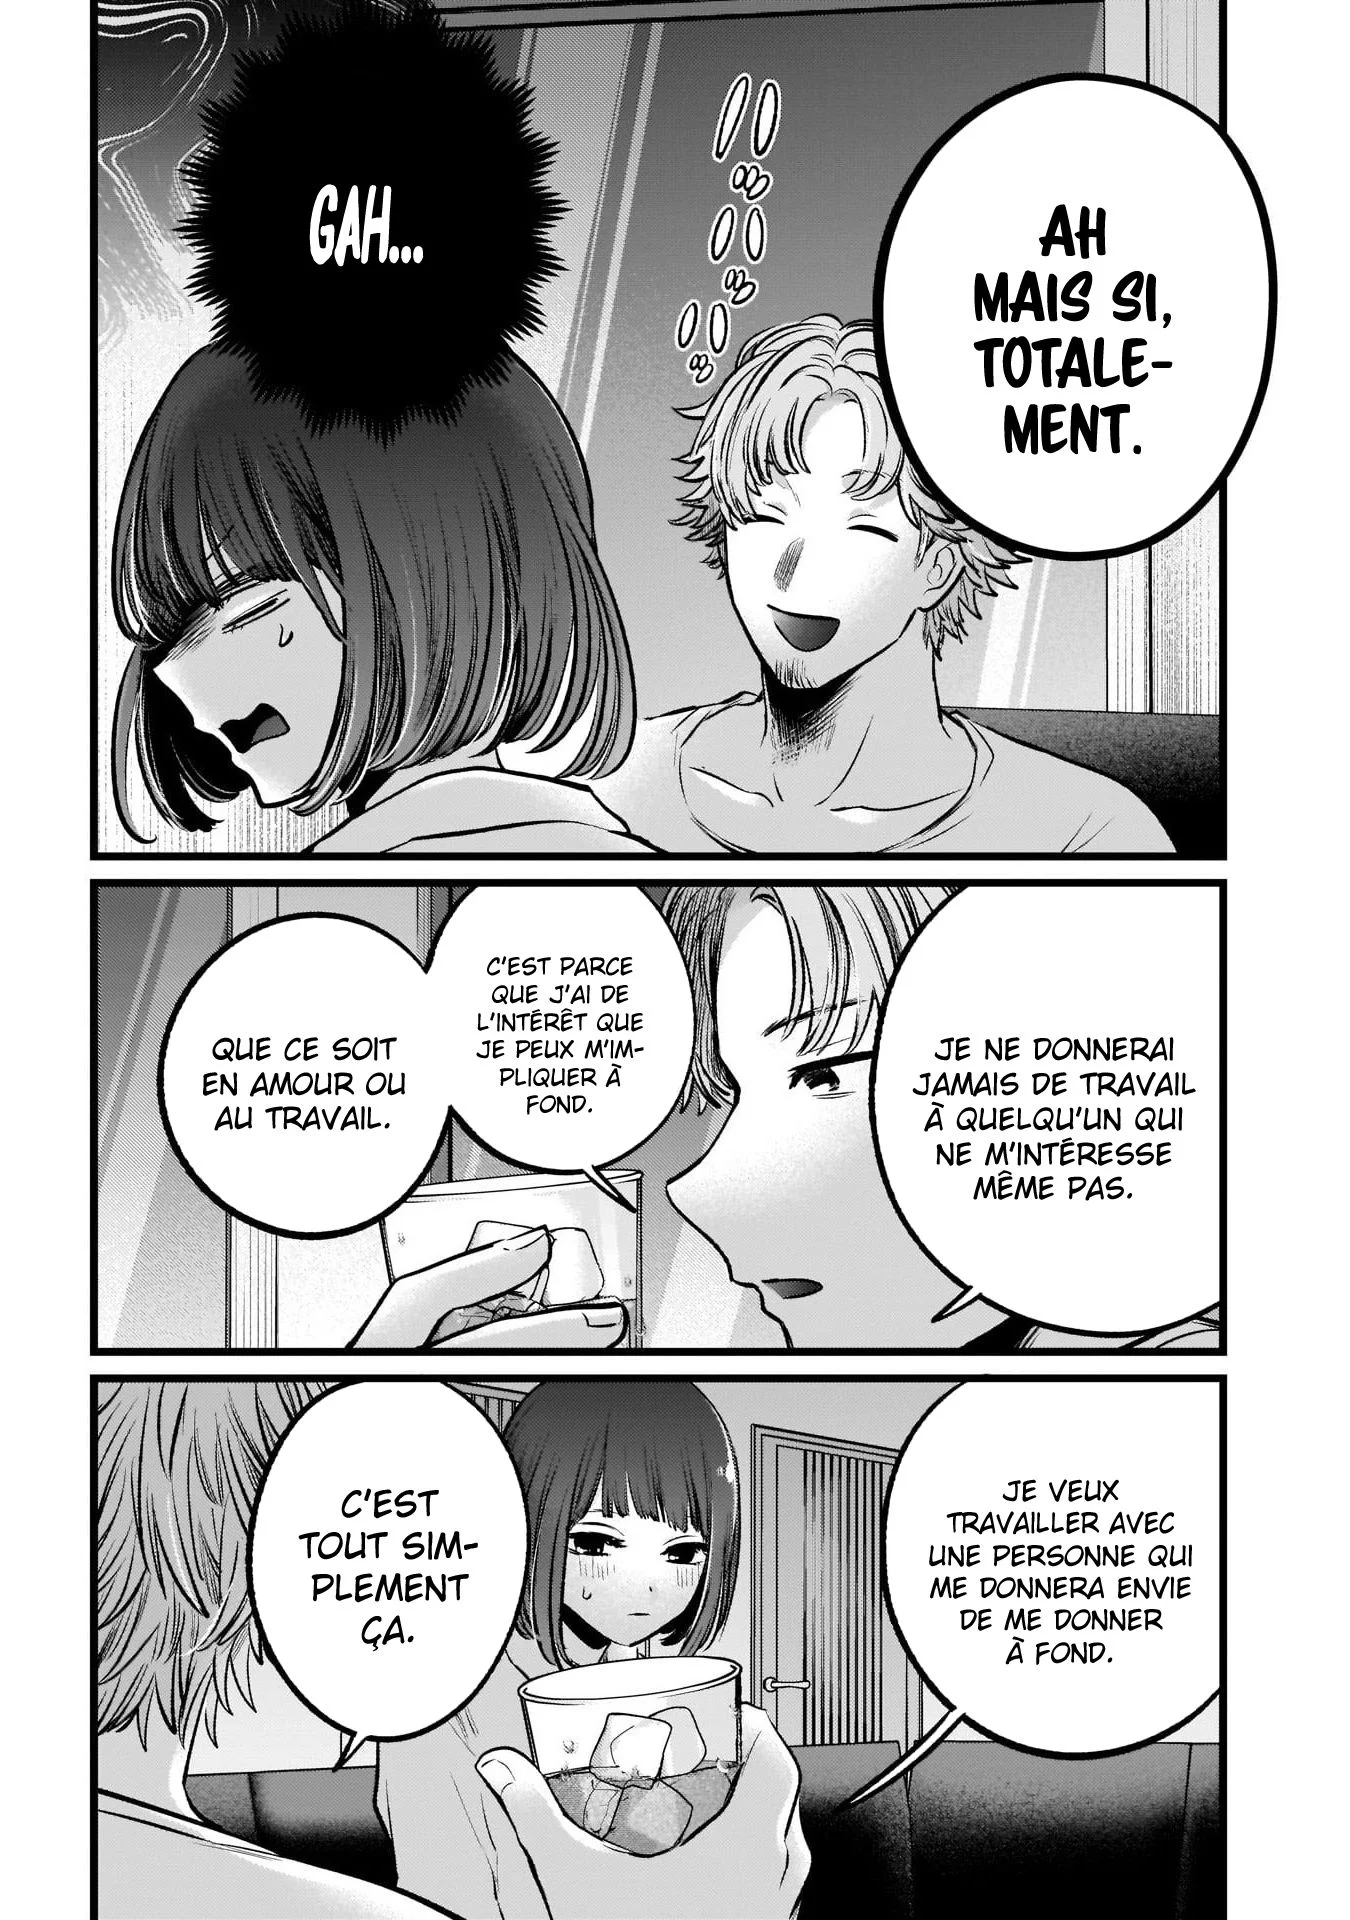 AH
MAIS SI,
TOTALE-
MENT.
GAH...
JE NE DONNERAI
JAMAIS DE TRAVAIL
À QUELQU'UN QUI
NE M'INTÉRESSE
MÊME PAS.
C'EST PARCE
QUE J'AI DE
L'INTÉRÊT QUE
JE PEUX M'IM-
PLIQUER À
FOND.
QUE CE SOIT
EN AMOUR OU
AU TRAVAIL.
JE VEUX
TRAVAILLER AVEC
UNE PERSONNE QUI
ME DONNERA ENVIE
DE ME DONNER
À FOND.
C'EST
TOUT SIM-
PLEMENT
ÇA.